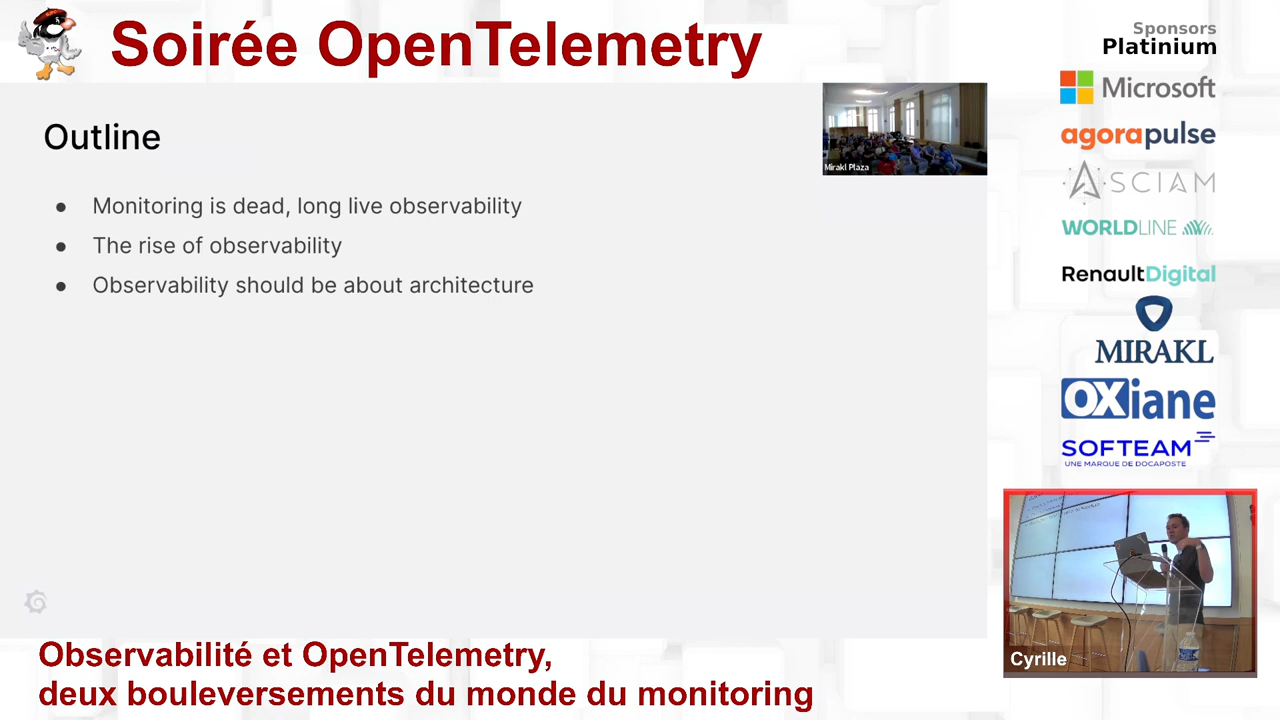 Soirée OpenTelemetry
Sponsors
Platinium
Microsoft
agorapulse
ASCIAM
WORLDLINE
RenaultDigital
MIRAKL
OXiane
SOFTEAM
UNE MARQUE DE DOCAPOSTE
Outline
Mirakl Plaza
● Monitoring is dead, long live observability
● The rise of observability
● Observability should be about architecture
Cyrille
Observabilité et OpenTelemetry,
deux bouleversements du monde du monitoring